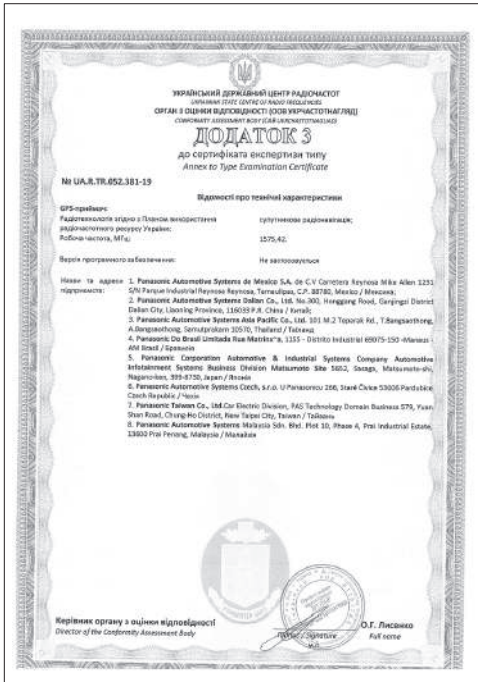 УКРАЇНСЬКИЙ ДЕРЖАВНИЙ ЦЕНТР РАДІОЧАСТОТ
UKRAINIAN STATE CENTRE OF RADIO FREQUENCIES
ОРГАН З ОЦІНКИ ВІДПОВІДНОСТІ (ООВ УКРЧАСТОТНАГЛЯД)
CONFORMITY ASSESSMENT BODY (CAB UKRCHASTOTNAGLIAD)
ДОДАТОК 3
до сертифіката експертизи типу
Annex to Type Examination Certificate
№ UA.R.TR.052.381-19
Відомості про технічні характеристики
GPS-приймач:
Радіотехнологія згідно з Планом використання радіочастотного ресурсу України: супутникова радіонавігація;
Робоча частота, МГц: 1575,42.
Версія програмного забезпечення: Не застосовується
Назви та адреси підприємств:
1. Panasonic Automotive Systems de Mexico S.A. de C.V Carretera Reynosa Mike Allen 1231
S/N Parque Industrial Reynosa Reynosa, Tamaulipas, C.P. 88780, Mexico / Мексика;
2. Panasonic Automotive Systems Dalian Co., Ltd. No.300, Honggang Road, Ganjingzi District
Dalian City, Liaoning Province, 116033 P.R. China / Китай;
3. Panasonic Automotive Systems Asia Pacific Co., Ltd. 101 M.2 Teparak Rd., T.Bangsaothong,
A.Bangsaothong, Samutprakarn 10570, Thailand / Таїланд
4. Panasonic Do Brasil Limitada Rua Matrinx~a, 1155 - Distrito Industrial 69075-150 -Manaus -
AM Brasil / Бразилія
5. Panasonic Corporation Automotive & Industrial Systems Company Automotive
Infotainment Systems Business Division Matsumoto Site 5652, Sasaga, Matsumoto-shi,
Nagano-ken, 399-8730, Japan / Японія
6. Panasonic Automotive Systems Czech, s.r.o. U Panasonicu 266, Staré Čívice 53006 Pardubice
Czech Republic / Чехія
7. Panasonic Taiwan Co., Ltd.Car Electric Division, PAS Technology Domain Business 579, Yuan
Shan Road, Chung-Ho District, New Taipei City, Taiwan / Тайвань
8. Panasonic Automotive Systems Malaysia Sdn. Bhd. Plot 10, Phase 4, Prai Industrial Estate,
13600 Prai Penang, Malaysia / Малайзія
Керівник органу з оцінки відповідності
Director of the Conformity Assessment Body
Підпис / Signature
М.П.
О.Г. Лисенко
Full name